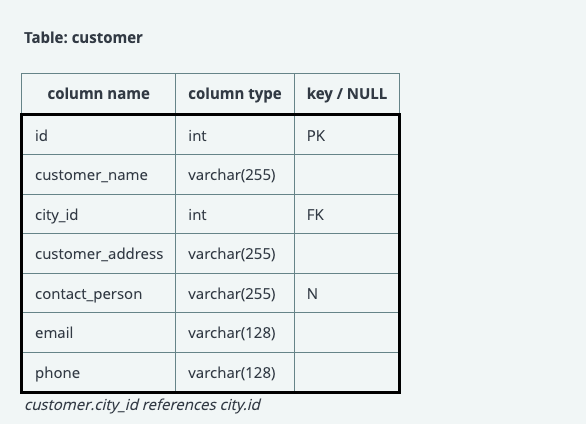 Table: customer
column name column type key / NULL
id int PK
customer_name varchar(255)
city_id int FK
customer_address varchar(255)
contact_person varchar(255) N
email varchar(128)
phone varchar(128)
customer.city_id references city.id